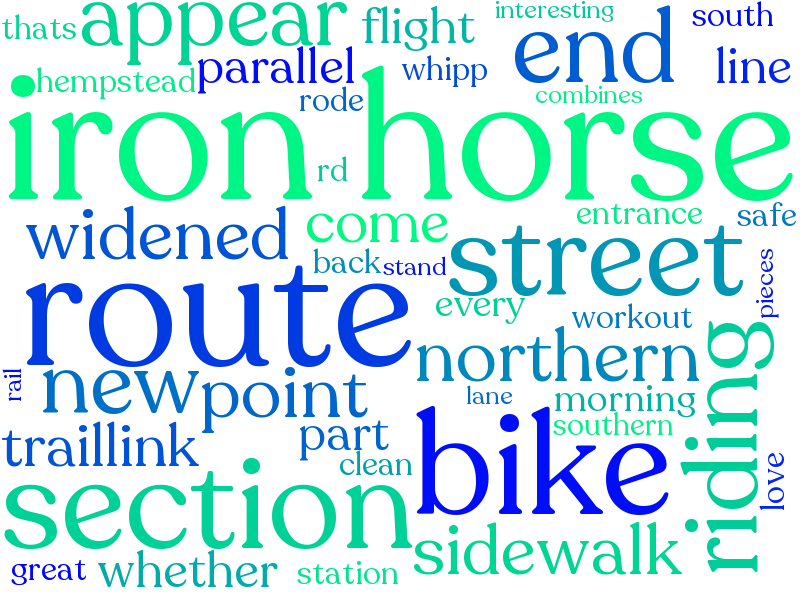 thats appear flight interesting end south
hempstead parallel whipp line
rode combines
iron horse
rd
widened come entrance safe
back stand street pieces
route every workout
rail new point northern riding
lane morning
traillink part southern
clean bike love
section
sidewalk
great whether station